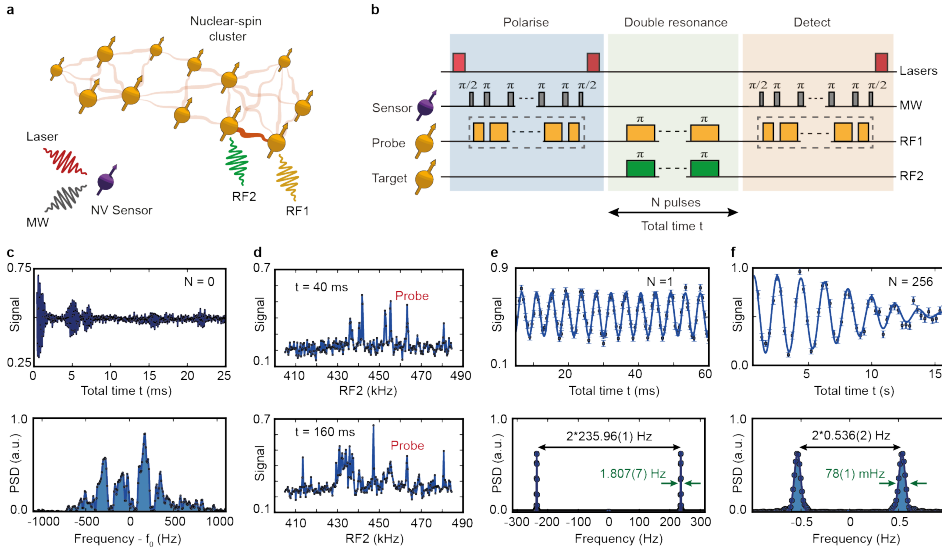 a
Nuclear-spin
cluster
Laser
MW
NV Sensor
RF2
RF1
b
Polarise
Double resonance
Detect
Lasers
π/2 π π π π π/2
π/2 π π π π π/2
Sensor
MW
Probe
π π
RF1
Target
π π
RF2
N pulses
Total time t
c
0.75
N = 0
Signal
0.25
0 5 10 15 20 25
Total time t (ms)
1.0
PSD (a.u.)
0.0
-1000 -500 0 500 1000
Frequency - f₀ (Hz)
d
0.7
t = 40 ms
Probe
Signal
0.1
410 430 450 470 490
RF2 (kHz)
0.7
t = 160 ms
Probe
Signal
0.1
410 430 450 470 490
RF2 (kHz)
e
0.9
N =1
Signal
0.1
10 20 30 40 50 60
Total time t (ms)
1.0
2*235.96(1) Hz
PSD (a.u.)
1.807(7) Hz
0.0
-300 -200 -100 0 100 200 300
Frequency (Hz)
f
1.0
N = 256
Signal
0.0
5 10 15
Total time t (s)
1.0
2*0.536(2) Hz
PSD (a.u.)
78(1) mHz
0.0
-0.5 0 0.5
Frequency (Hz)